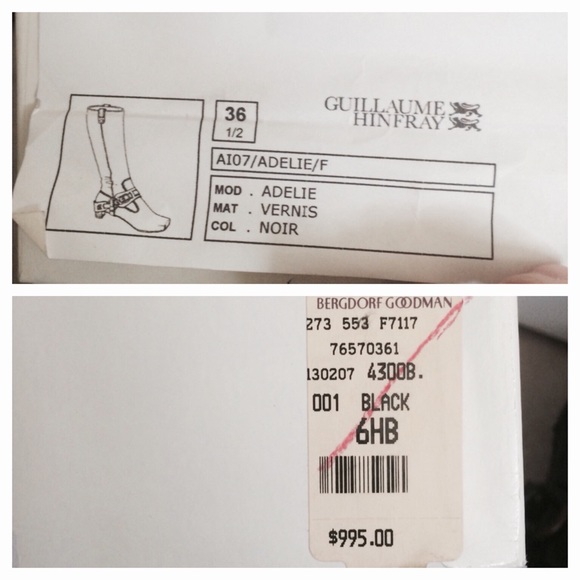 36
1/2
GUILLAUME
HINFRAY
AI07/ADELIE/F
MOD . ADELIE
MAT . VERNIS
COL . NOIR
BERGDORF GOODMAN
273 553 F7117
76570361
130207 4300B.
001 BLACK
6HB
$995.00